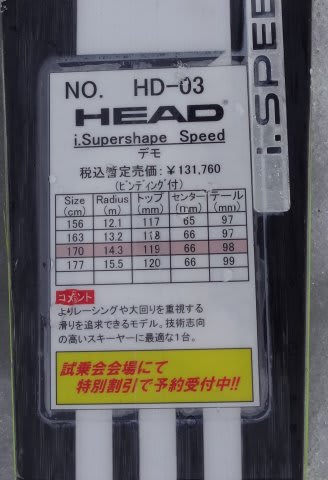 i.SPEE
NO. HD-03
HEAD
i.Supershape Speed
デモ
税込暫定売価:¥131,760
(ビンディング付)
Size (cm) Radius (m) トップ (mm) センター (mm) テール (mm)
156 12.1 117 65 97
163 13.2 118 66 97
170 14.3 119 66 98
177 15.5 120 66 99
コメント
よりレーシングや大回りを重視する
滑りを追求できるモデル。技術志向
の高いスキーヤーに最適な1台。
試乗会会場にて
特別割引で予約受付中!!